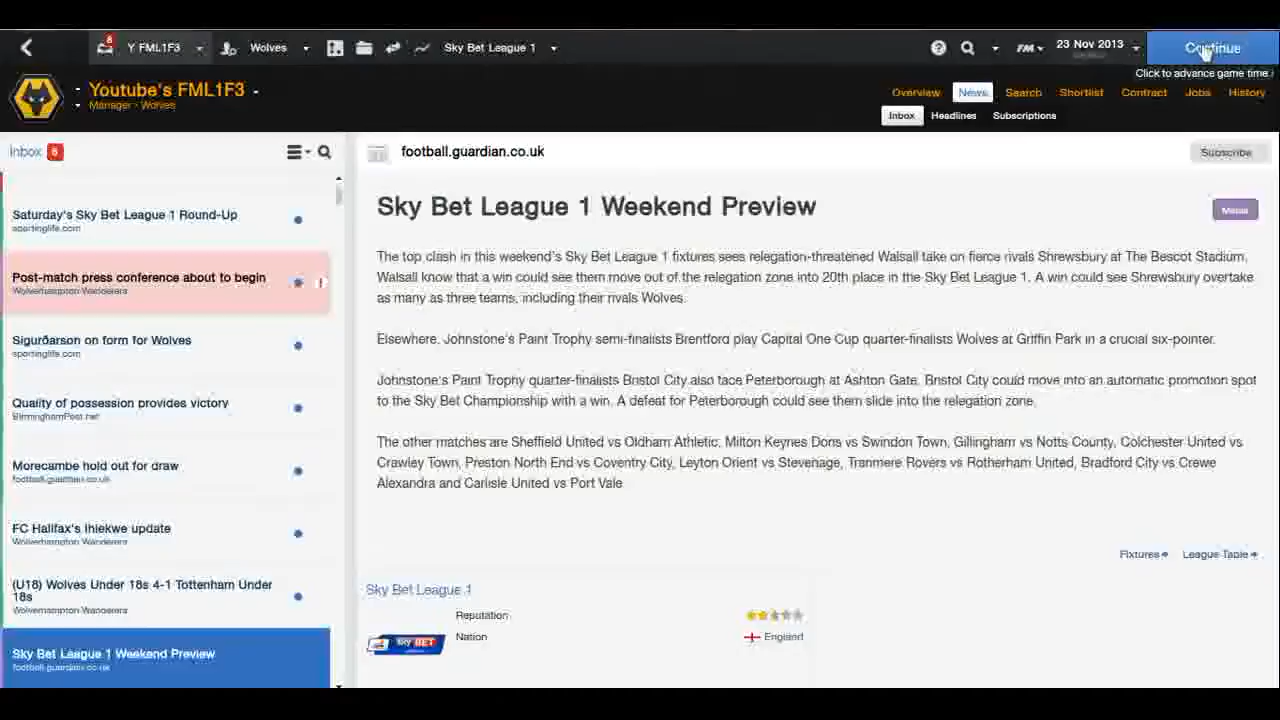 8
Y FML1F3
Wolves
Sky Bet League 1
FM
23 Nov 2013
Continue
Click to advance game time.
Youtube's FML1F3
Manager - Wolves
Overview News Search Shortlist Contract Jobs History
Inbox Headlines Subscriptions
Inbox 6
Saturday's Sky Bet League 1 Round-Up
sportinglife.com
Post-match press conference about to begin
Wolverhampton Wanderers
Sigurðarson on form for Wolves
sportinglife.com
Quality of possession provides victory
BirminghamPost.net
Morecambe hold out for draw
football.guardian.co.uk
FC Halifax's Ihiekwe update
Wolverhampton Wanderers
(U18) Wolves Under 18s 4-1 Tottenham Under
18s
Wolverhampton Wanderers
Sky Bet League 1 Weekend Preview
football.guardian.co.uk
football.guardian.co.uk
Subscribe
Sky Bet League 1 Weekend Preview
The top clash in this weekend's Sky Bet League 1 fixtures sees relegation-threatened Walsall take on fierce rivals Shrewsbury at The Bescot Stadium.
Walsall know that a win could see them move out of the relegation zone into 20th place in the Sky Bet League 1. A win could see Shrewsbury overtake
as many as three teams, including their rivals Wolves.
Elsewhere, Johnstone's Paint Trophy semi-finalists Brentford play Capital One Cup quarter-finalists Wolves at Griffin Park in a crucial six-pointer.
Johnstone's Paint Trophy quarter-finalists Bristol City also face Peterborough at Ashton Gate. Bristol City could move into an automatic promotion spot
to the Sky Bet Championship with a win. A defeat for Peterborough could see them slide into the relegation zone.
The other matches are Sheffield United vs Oldham Athletic, Milton Keynes Dons vs Swindon Town, Gillingham vs Notts County, Colchester United vs
Crawley Town, Preston North End vs Coventry City, Leyton Orient vs Stevenage, Tranmere Rovers vs Rotherham United, Bradford City vs Crewe
Alexandra and Carlisle United vs Port Vale
Fixtures
League Table
Sky Bet League 1
Reputation
sky BET
Nation
England